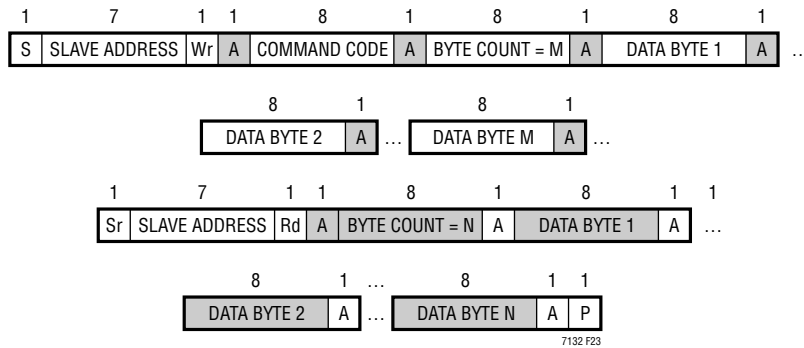 1 7 1 1 8 1 8 1 8 1
S SLAVE ADDRESS Wr A COMMAND CODE A BYTE COUNT = M A DATA BYTE 1 A ..
8 1 8 1
DATA BYTE 2 A ... DATA BYTE M A ...
1 7 1 1 8 1 8 1 1
Sr SLAVE ADDRESS Rd A BYTE COUNT = N A DATA BYTE 1 A ...
8 1 ... 8 1 1
DATA BYTE 2 A ... DATA BYTE N A P
7132 F23